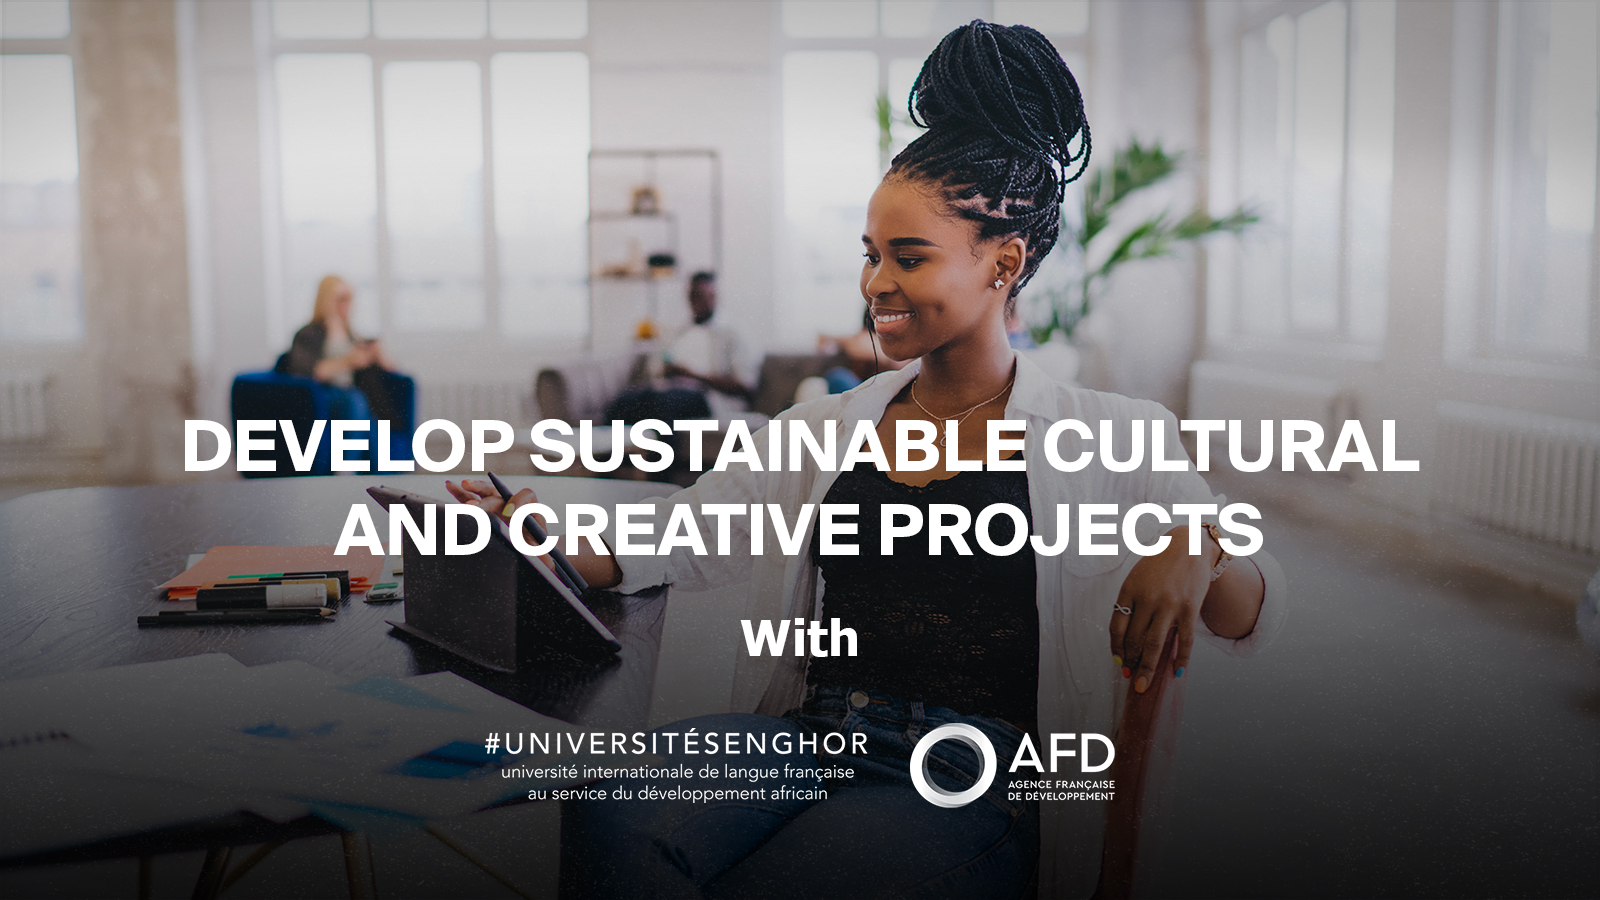 DEVELOP SUSTAINABLE CULTURAL
AND CREATIVE PROJECTS
With
#UNIVERSITÉSENGHOR
université internationale de langue française
au service du développement africain
AFD
AGENCE FRANÇAISE
DE DÉVELOPPEMENT